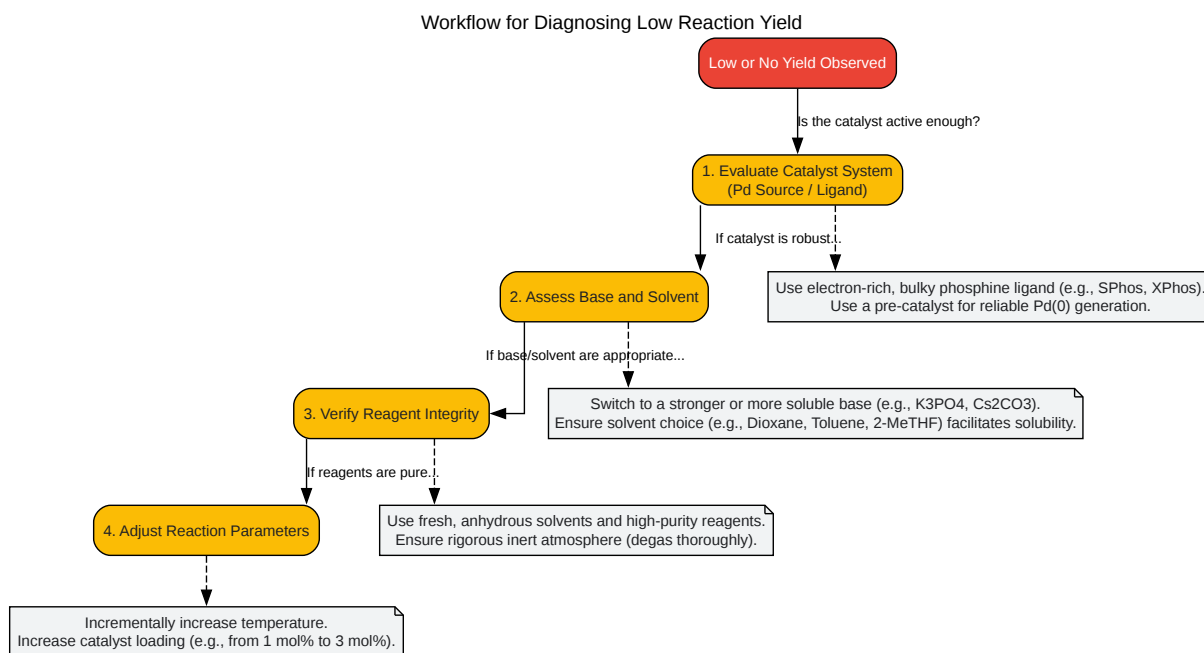 Workflow for Diagnosing Low Reaction Yield
Low or No Yield Observed
Is the catalyst active enough?
1. Evaluate Catalyst System
(Pd Source / Ligand)
If catalyst is robust...
Use electron-rich, bulky phosphine ligand (e.g., SPhos, XPhos).
Use a pre-catalyst for reliable Pd(0) generation.
2. Assess Base and Solvent
If base/solvent are appropriate...
Switch to a stronger or more soluble base (e.g., K3PO4, Cs2CO3).
Ensure solvent choice (e.g., Dioxane, Toluene, 2-MeTHF) facilitates solubility.
3. Verify Reagent Integrity
If reagents are pure...
Use fresh, anhydrous solvents and high-purity reagents.
Ensure rigorous inert atmosphere (degas thoroughly).
4. Adjust Reaction Parameters
Incrementally increase temperature.
Increase catalyst loading (e.g., from 1 mol% to 3 mol%).